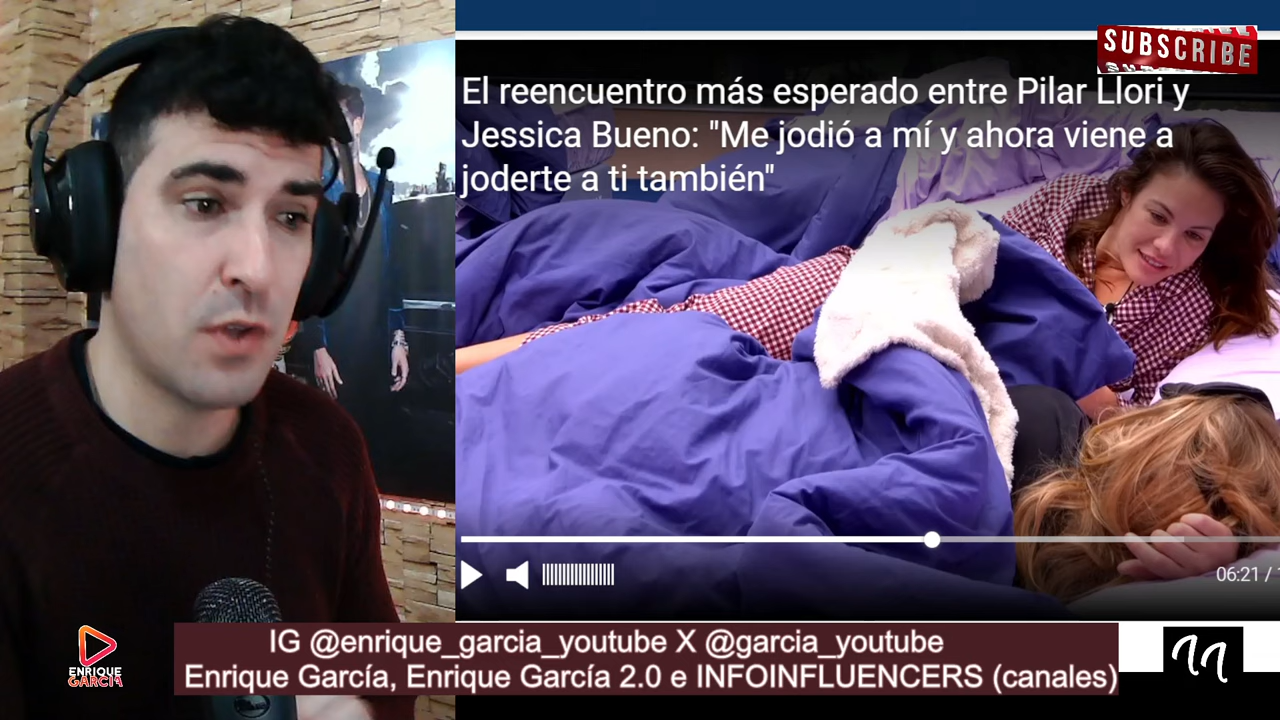 SUBSCRIBE
El reencuentro más esperado entre Pilar Llori y
Jessica Bueno: "Me jodió a mí y ahora viene a
joderte a ti también"
06:21 /
ENRIQUE
GARCÍA
IG @enrique_garcia_youtube X @garcia_youtube
Enrique García, Enrique García 2.0 e INFOINFLUENCERS (canales)